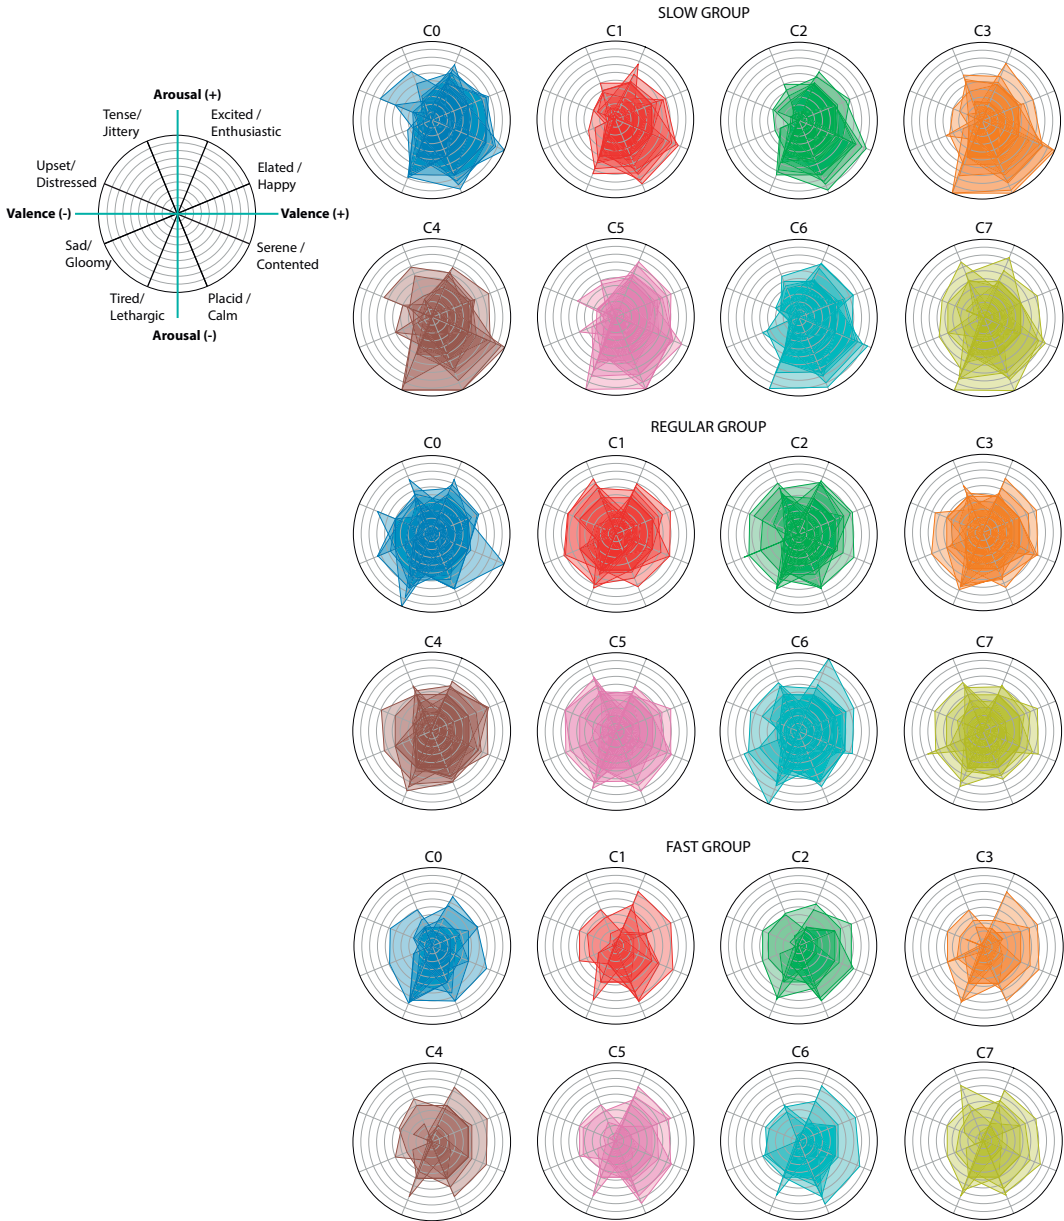 SLOW GROUP
C0
C1
C2
C3
Arousal (+)
Tense/
Jittery
Excited /
Enthusiastic
Upset/
Distressed
Elated /
Happy
Valence (-)
Valence (+)
Sad/
Gloomy
Serene /
Contented
Tired/
Lethargic
Placid /
Calm
Arousal (-)
C4
C5
C6
C7
REGULAR GROUP
C0
C1
C2
C3
C4
C5
C6
C7
FAST GROUP
C0
C1
C2
C3
C4
C5
C6
C7